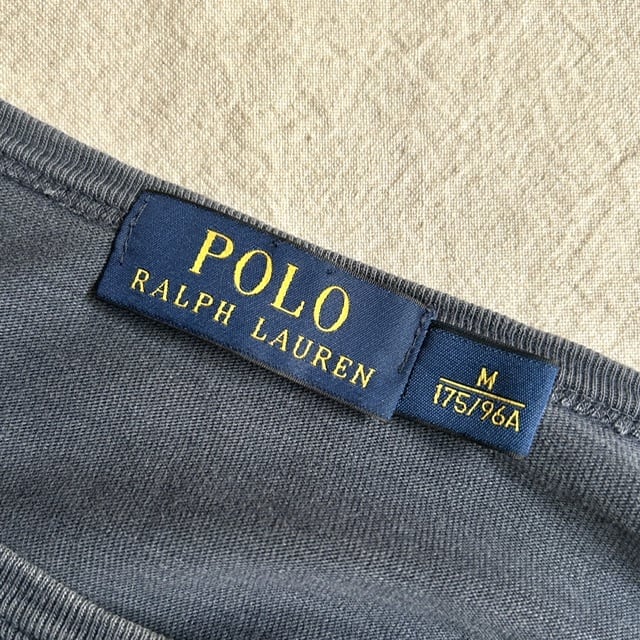 POLO
RALPH LAUREN
M
175/96A